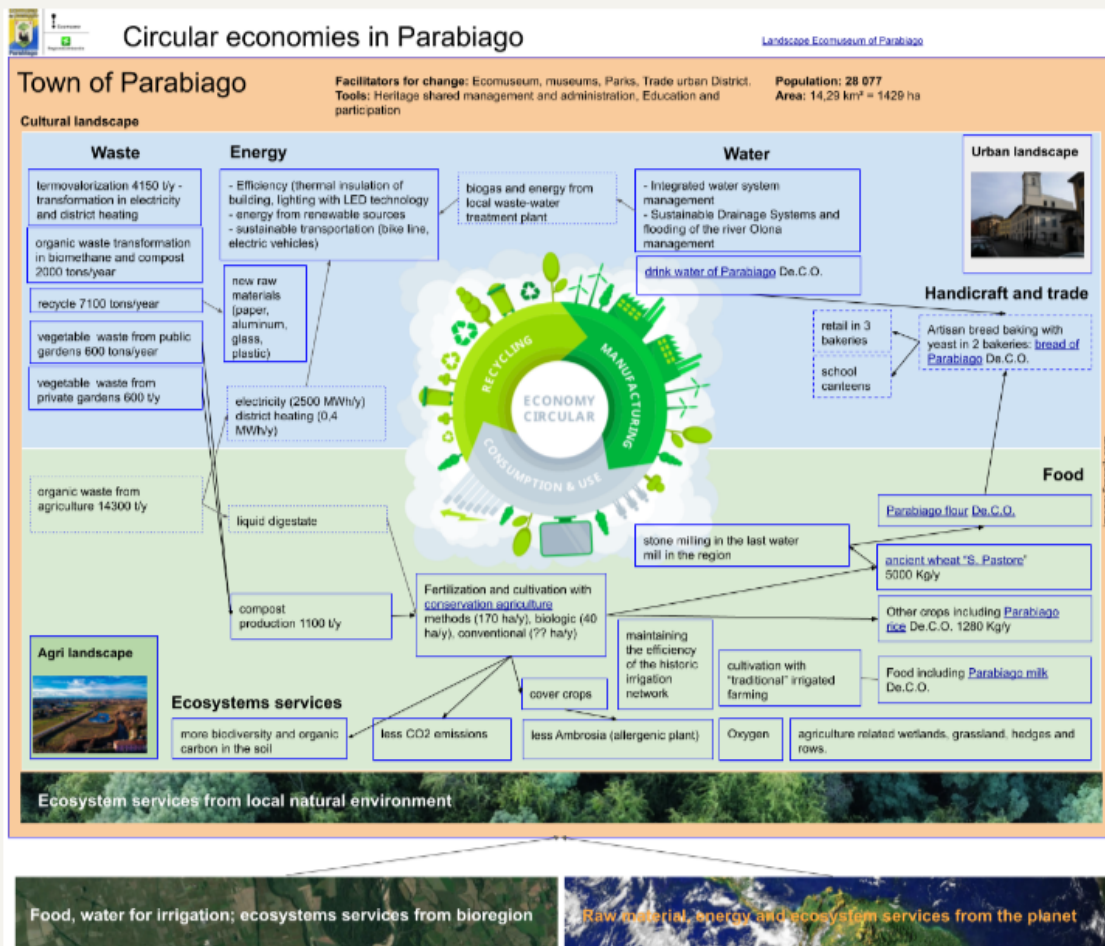 Circular economies in Parabiago
Landscape Ecomuseum of Parabiago
Town of Parabiago
Facilitators for change: Ecomuseum, museums, Parks, Trade urban District.
Tools: Heritage shared management and administration, Education and
participation
Population: 28 077
Area: 14,29 km² = 1429 ha
Cultural landscape
Waste
termovalorization 4150 t/y -
transformation in electricity
and district heating
organic waste transformation
in biomethane and compost
2000 tons/year
recycle 7100 tons/year
vegetable waste from public
gardens 600 tons/year
vegetable waste from
private gardens 600 t/y
Energy
- Efficiency (thermal insulation of
building, lighting with LED technology
- energy from renewable sources
- sustainable transportation (bike line,
electric vehicles)
new raw
materials
(paper,
aluminum,
glass,
plastic)
electricity (2500 MWh/y)
district heating (0,4
MWh/y)
biogas and energy from
local waste-water
treatment plant
Water
- Integrated water system
management
- Sustainable Drainage Systems and
flooding of the river Olona
management
drink water of Parabiago De.C.O.
Urban landscape
Handicraft and trade
retail in 3
bakeries
school
canteens
Artisan bread baking with
yeast in 2 bakeries: bread of
Parabiago De.C.O.
RECYCLING
MANUFACTURING
CONSUMPTION & USE
ECONOMY
CIRCULAR
organic waste from
agriculture 14300 t/y
liquid digestate
compost
production 1100 t/y
Fertilization and cultivation with
conservation agriculture
methods (170 ha/y), biologic (40
ha/y), conventional (?? ha/y)
Food
Parabiago flour De.C.O.
stone milling in the last water
mill in the region
ancient wheat "S. Pastore"
5000 Kg/y
Other crops including Parabiago
rice De.C.O. 1280 Kg/y
maintaining
the efficiency
of the historic
irrigation
network
cultivation with
"traditional" irrigated
farming
Food including Parabiago milk
De.C.O.
Agri landscape
Ecosystems services
cover crops
more biodiversity and organic
carbon in the soil
less CO2 emissions
less Ambrosia (allergenic plant)
Oxygen
agriculture related wetlands, grassland, hedges and
rows.
Ecosystem services from local natural environment
Food, water for irrigation; ecosystems services from bioregion
Raw material, energy and ecosystem services from the planet